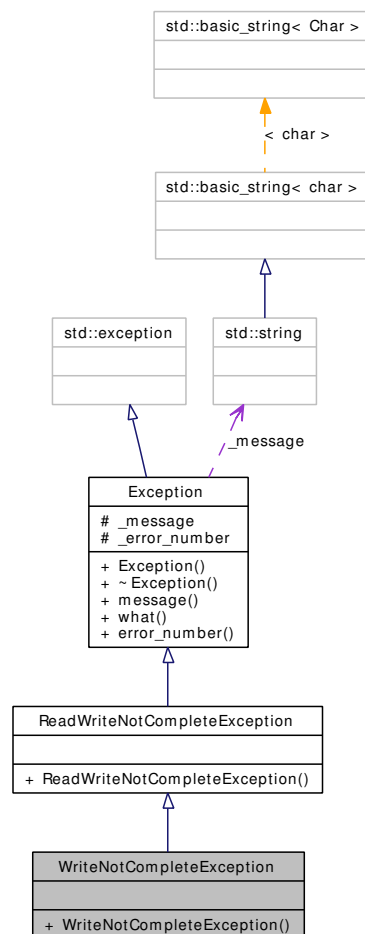 std::basic_string< Char >
< char >
std::basic_string< char >
std::exception
std::string
_message
Exception
# _message
# _error_number
+ Exception()
+ ~Exception()
+ message()
+ what()
+ error_number()
ReadWriteNotCompleteException
+ ReadWriteNotCompleteException()
WriteNotCompleteException
+ WriteNotCompleteException()